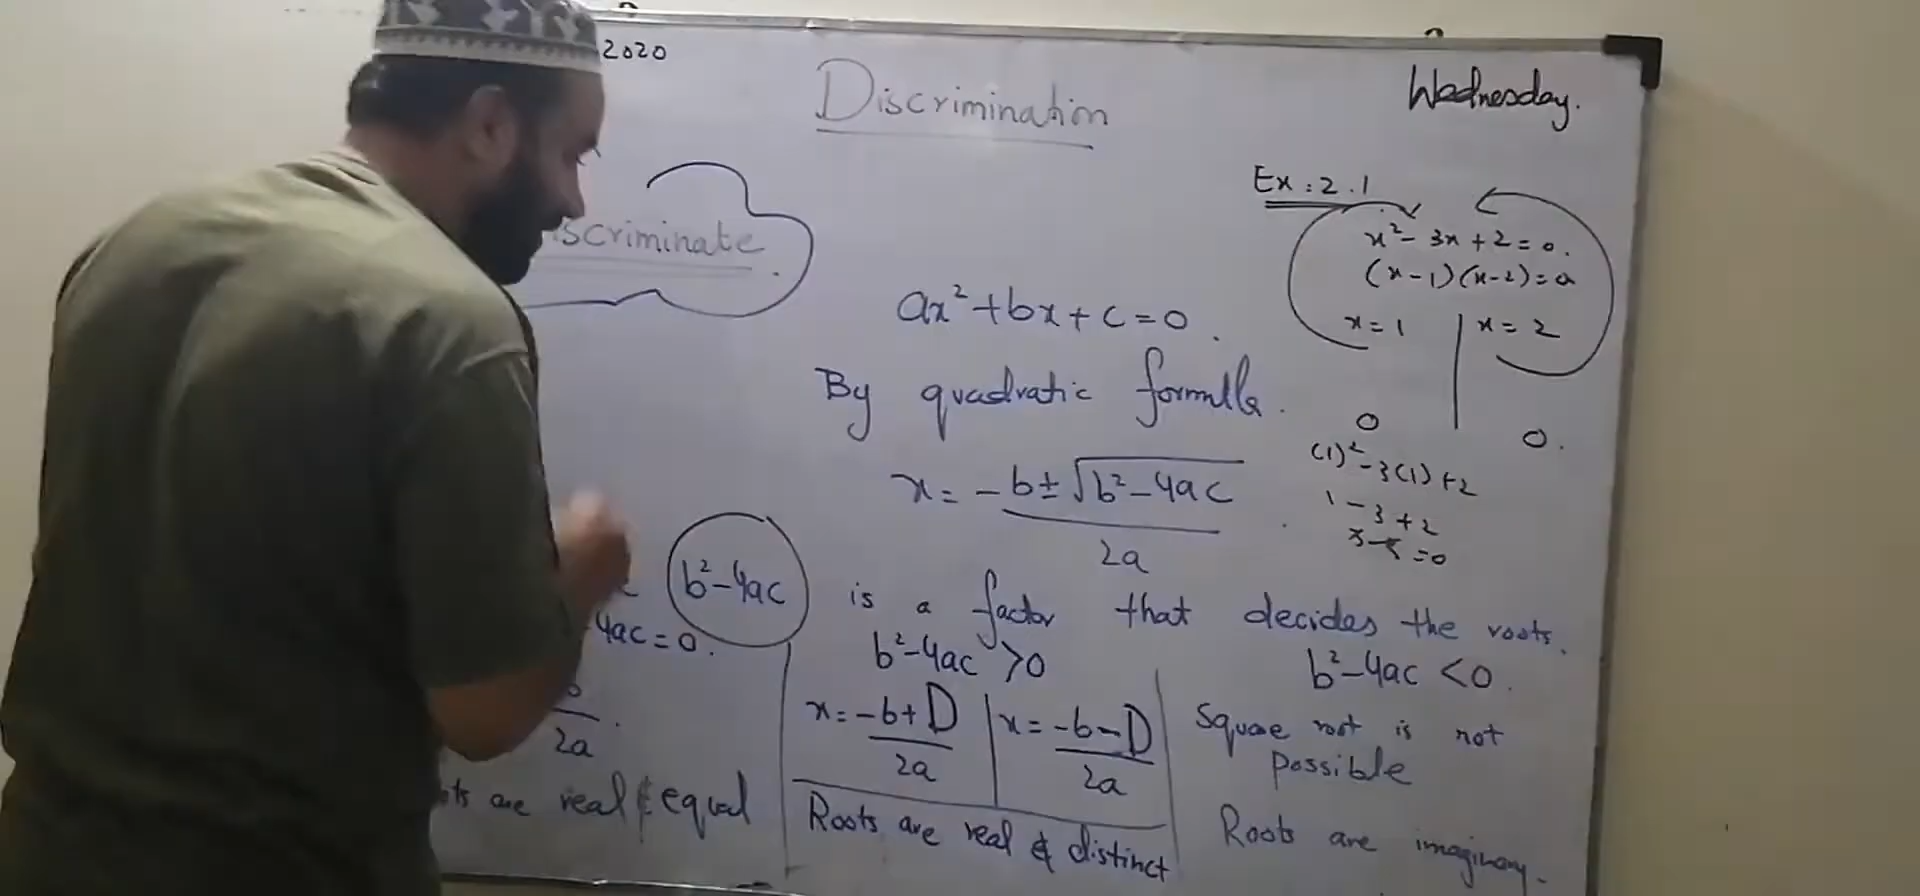 2020
Discrimination
Wednesday.
iscriminate.
Ex: 2.1
x² - 3x + 2 = 0.
(x-1)(x-2)=0
x = 1 | x = 2
0
0.
(1)² - 3(1) + 2
1 - 3 + 2
3 - 3 = 0
ax² + bx + c = 0.
By quadratic formula.
x = -b ± √b² - 4ac
2a
b² - 4ac is a factor that decides the roots.
4ac = 0.
2a
are real & equal
b² - 4ac > 0
x = -b + D | x = -b - D
2a 2a
Roots are real & distinct
b² - 4ac < 0.
Square root is not
possible
Roots are imaginary.